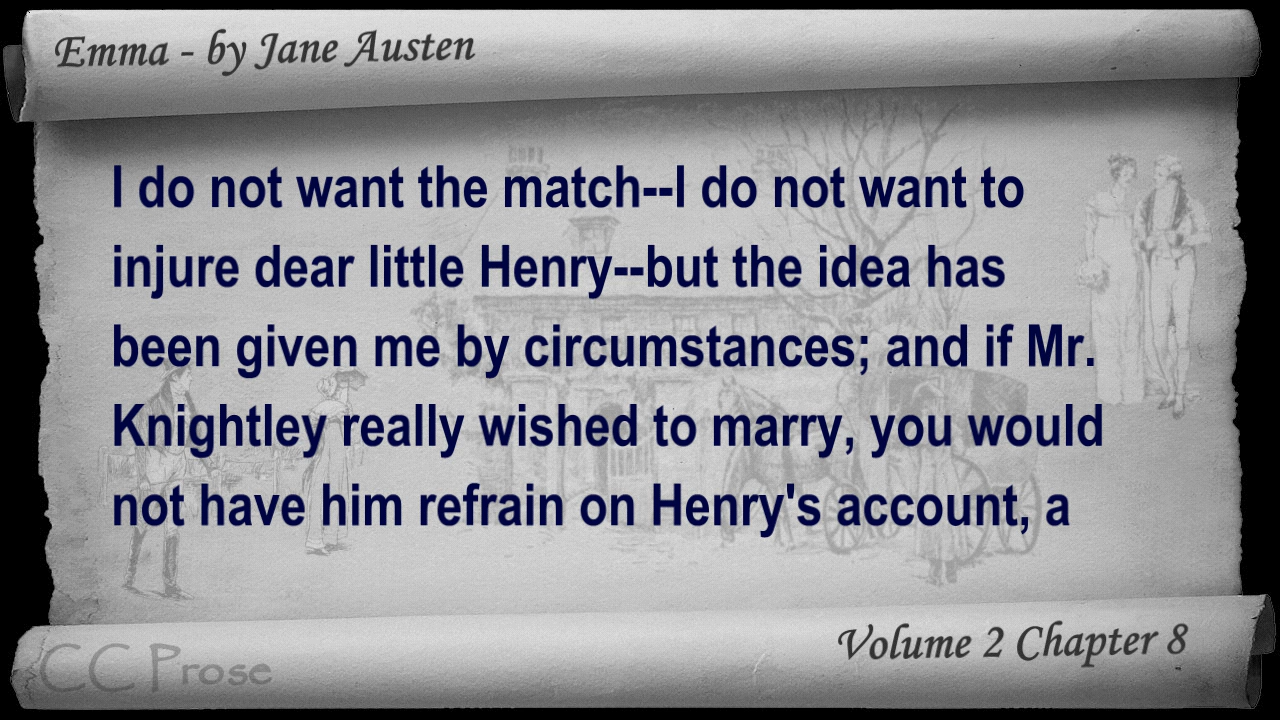 Emma - by Jane Austen
I do not want the match--I do not want to
injure dear little Henry--but the idea has
been given me by circumstances; and if Mr.
Knightley really wished to marry, you would
not have him refrain on Henry's account, a
Volume 2 Chapter 8
CC Prose